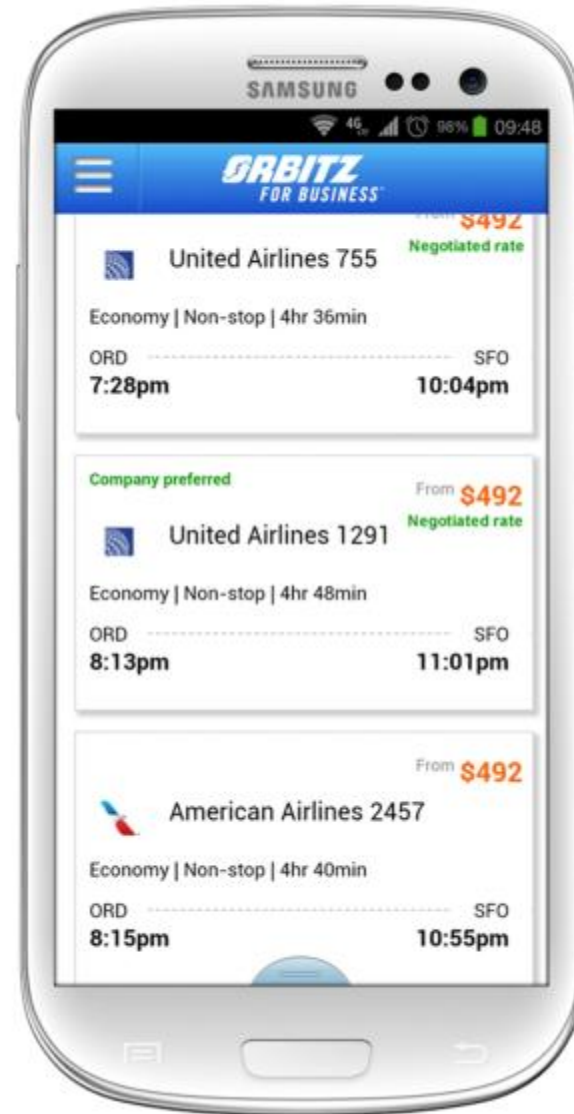 SAMSUNG
4G 96% 09:48
ORBITZ
FOR BUSINESS
From $492
United Airlines 755
Negotiated rate
Economy | Non-stop | 4hr 36min
ORD SFO
7:28pm 10:04pm
Company preferred
From $492
United Airlines 1291
Negotiated rate
Economy | Non-stop | 4hr 48min
ORD SFO
8:13pm 11:01pm
From $492
American Airlines 2457
Economy | Non-stop | 4hr 40min
ORD SFO
8:15pm 10:55pm